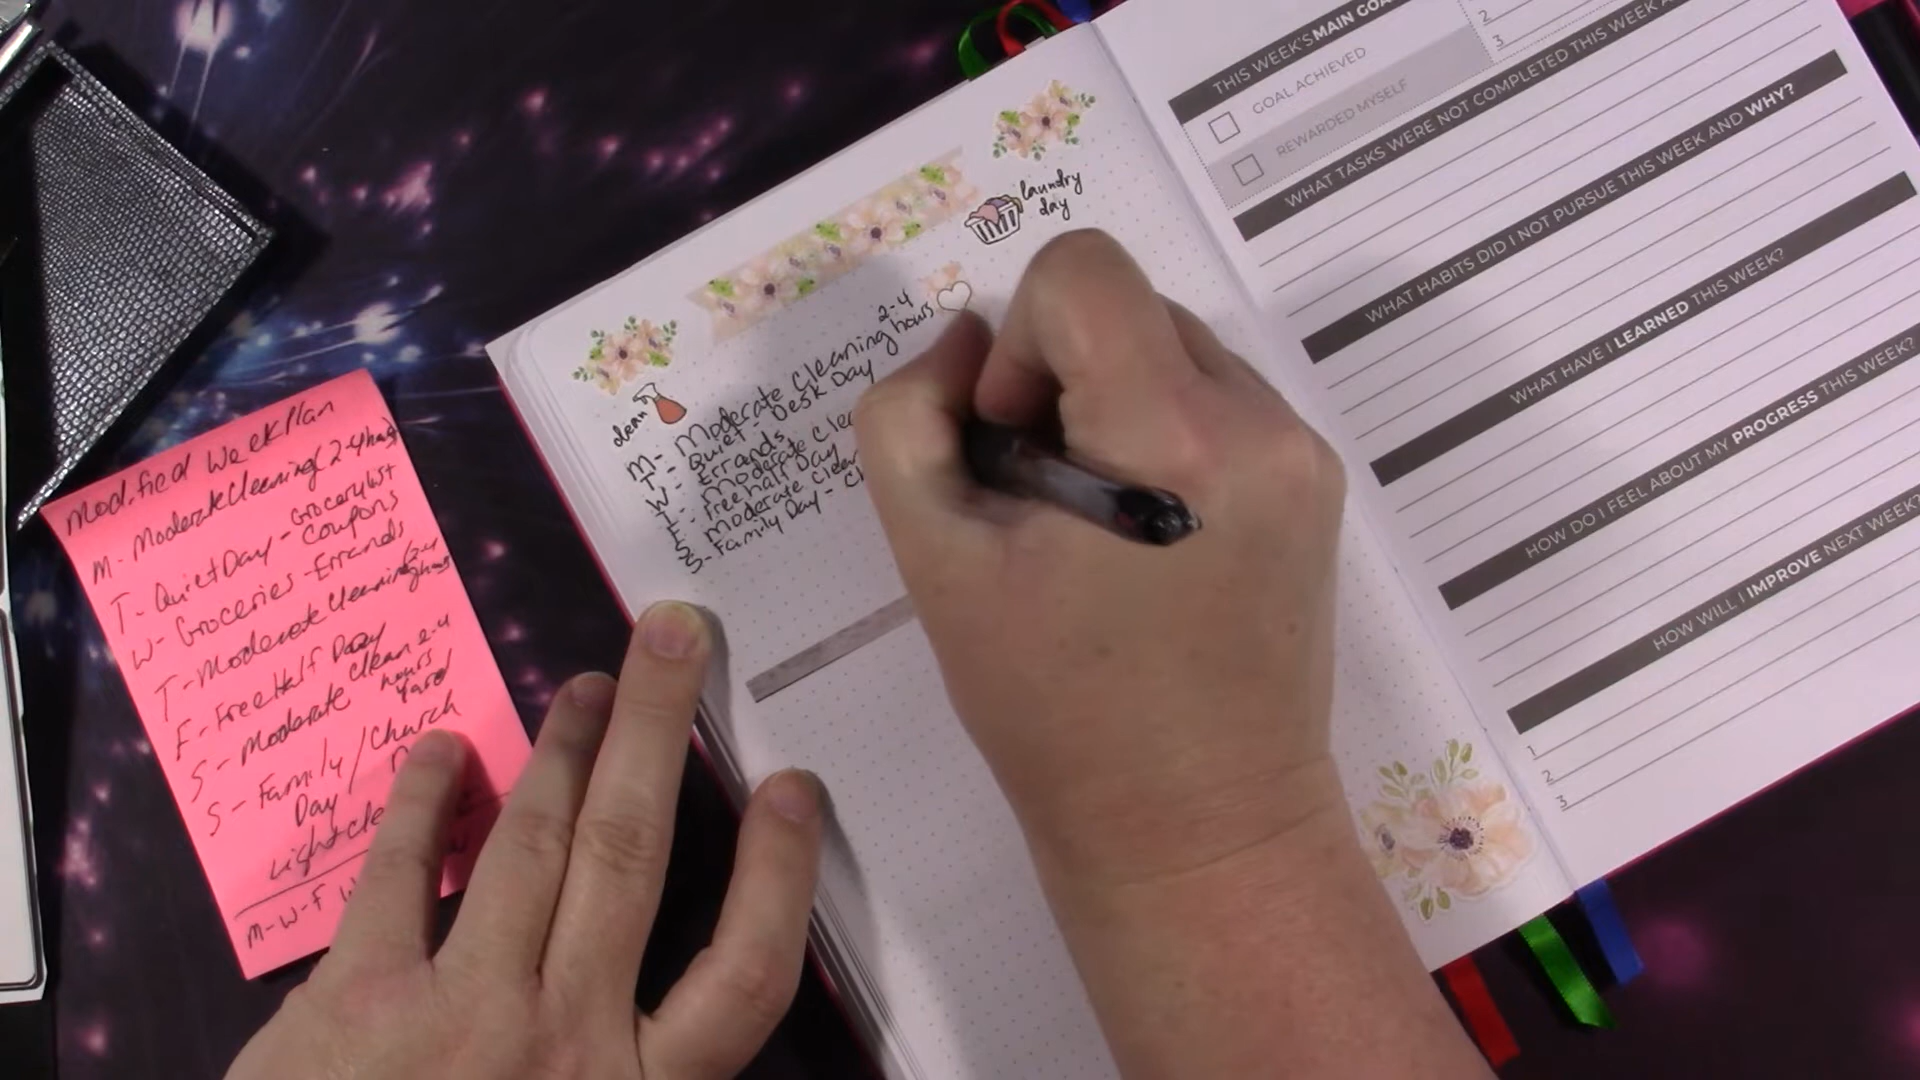 Modified Week Plan
M - Moderate Cleaning (2-4 hours)
T - Quiet Day - Grocery list
Coupons
W - Groceries - Errands
T - Moderate Cleaning (2-4
hours
F - Free Half Day
S - Moderate Clean 2-4
hours
Yard
S - Family / Church
Day
Light Cle
M-W-F
clean
laundry
day
M - Moderate Cleaning 2-4
hours
T - Quiet - Desk Day
W - Errands
T - Moderate Clea
F - Free Half Day
S - Moderate Clean
S - Family Day - Ch
THIS WEEK'S MAIN GOA
GOAL ACHIEVED
REWARDED MYSELF
2
3
WHAT TASKS WERE NOT COMPLETED THIS WEEK A
WHAT HABITS DID I NOT PURSUE THIS WEEK AND WHY?
WHAT HAVE I LEARNED THIS WEEK?
HOW DO I FEEL ABOUT MY PROGRESS THIS WEEK?
HOW WILL I IMPROVE NEXT WEEK?
1
2
3